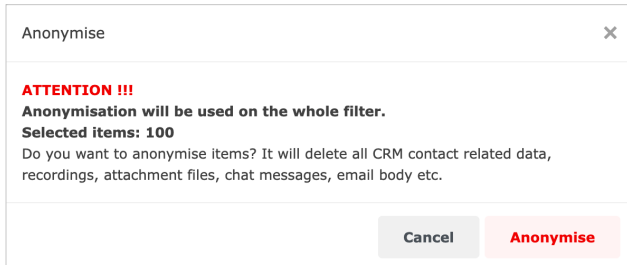 Anonymise
ATTENTION !!!
Anonymisation will be used on the whole filter.
Selected items: 100
Do you want to anonymise items? It will delete all CRM contact related data,
recordings, attachment files, chat messages, email body etc.
Cancel
Anonymise